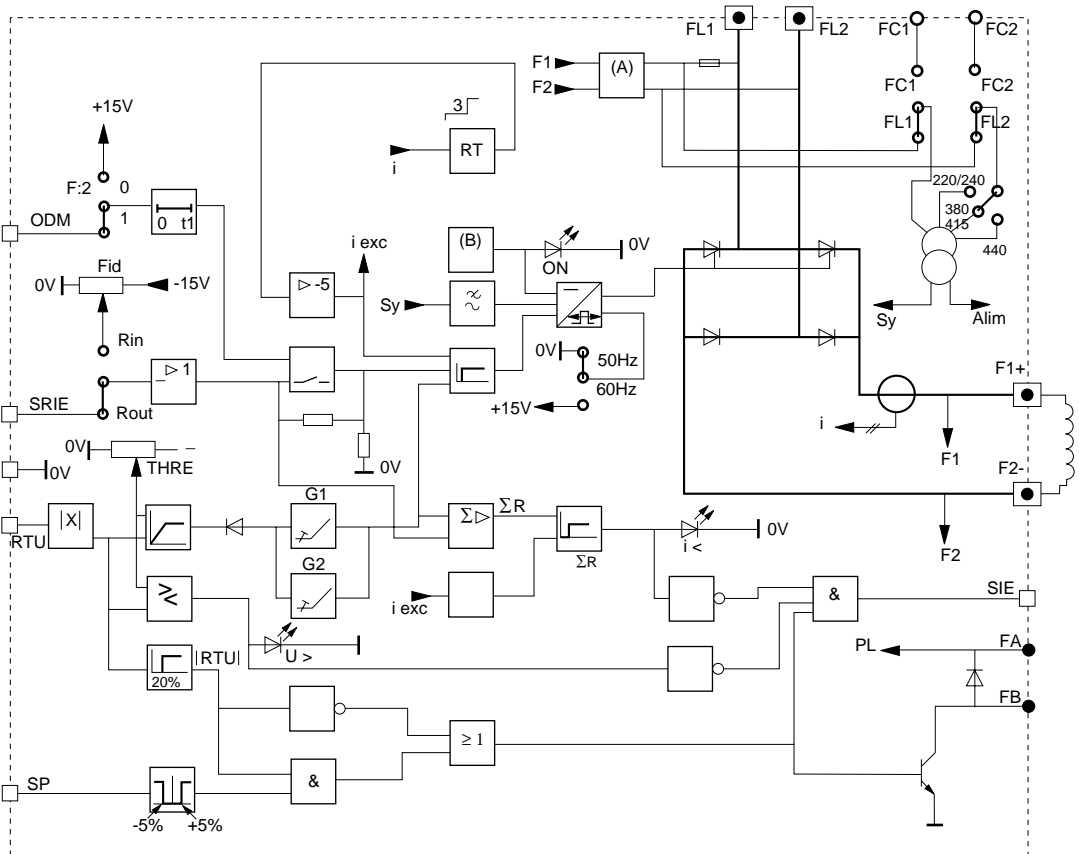 FL1
FL2
FC1
FC2
F1
(A)
F2
FC1
FC2
+15V
3
FL1
FL2
RT
i
F:2
0
220/240
ODM
1
0 t1
380
415
i exc
(B)
0V
440
ON
Fid
0V
-15V
-5
Sy
Sy
Alim
Rin
0V
50Hz
1
60Hz
F1+
SRIE
Rout
+15V
i
0V
THRE
0V
F1
0V
F2-
G1
|X|
Σ
ΣR
0V
RTU
i <
G2
ΣR
F2
≥
<
i exc
&
SIE
U >
PL
FA
|RTU|
20%
FB
≥ 1
SP
&
-5%
+5%